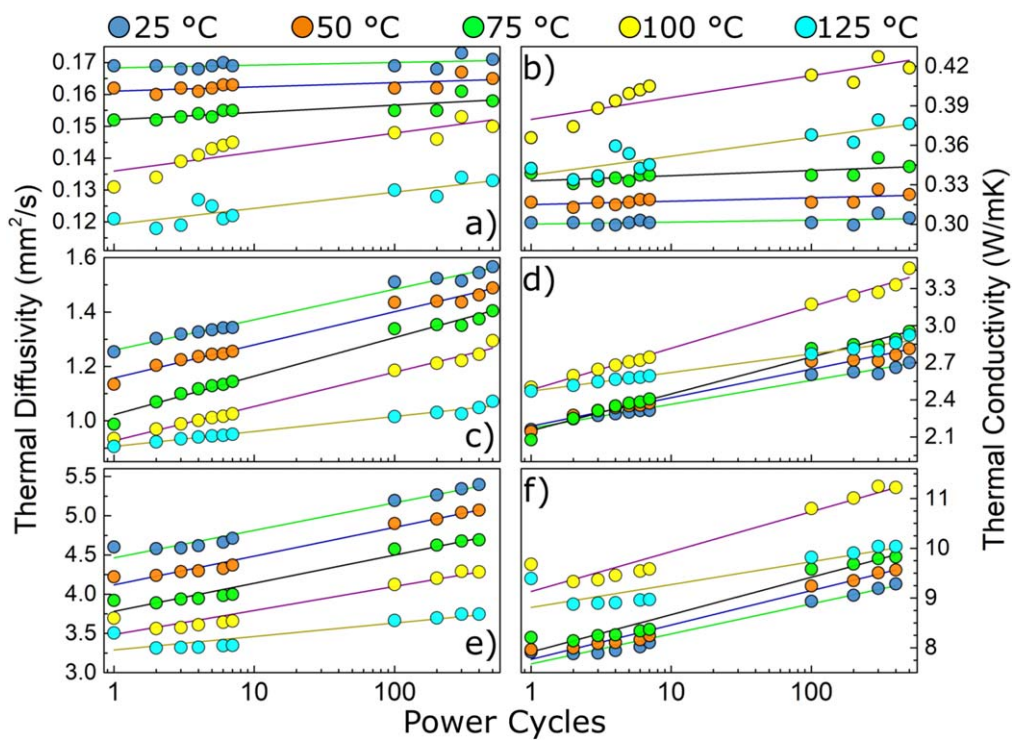 25 °C 50 °C 75 °C 100 °C 125 °C
Thermal Diffusivity (mm²/s)
0.17
0.16
0.15
0.14
0.13
0.12
a)
b)
0.42
0.39
0.36
0.33
0.30
1.6
1.4
1.2
1.0
c)
d)
3.3
3.0
2.7
2.4
2.1
5.5
5.0
4.5
4.0
3.5
3.0
e)
f)
11
10
9
8
Thermal Conductivity (W/mK)
1 10 100 1 10 100
Power Cycles